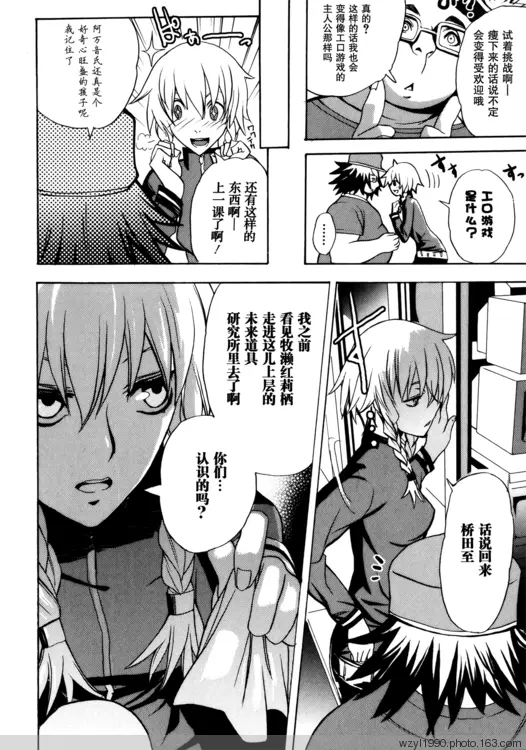 试着挑战啊—
瘦下来的话说不定
会变得受欢迎哦
真的？
这样的话我也会
变得像工口游戏的
主人公那样吗
工口游戏
是什么？
……
还有这样的
东西啊—
上一课了啊！
阿万音氏还真是个
好奇心旺盛的孩子呢
我记住了
话说回来
桥田至
我之前
看见牧濑红莉栖
走进这儿上层的
未来道具
研究所里去了啊
你们…
认识的吗？
wzyl1990.photo.163.com